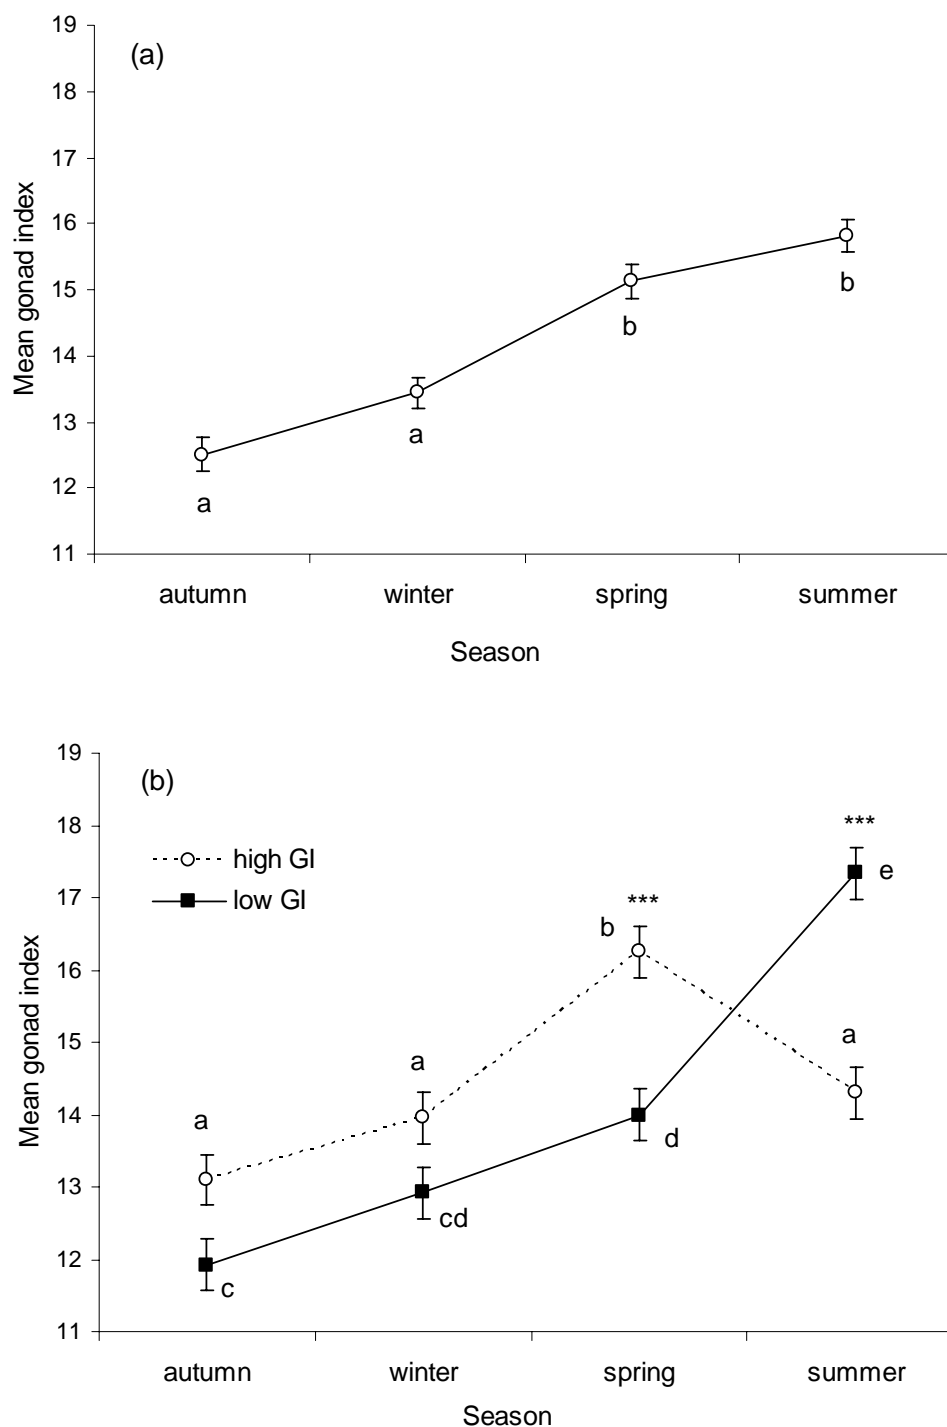 19
(a)
18
17
16
15
14
13
12
11
Mean gonad index
b
b
a
a
autumn winter spring summer
Season
19
(b)
18
17
16
15
14
13
12
11
Mean gonad index
high GI
low GI
***
e
***
b
a
a
a
d
cd
c
autumn winter spring summer
Season